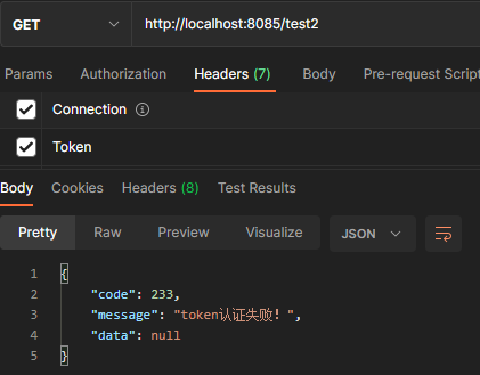 GET http://localhost:8085/test2
Params Authorization Headers (7) Body Pre-request Script
Connection
Token
Body Cookies Headers (8) Test Results
Pretty Raw Preview Visualize JSON
1 {
2 "code": 233,
3 "message": "token认证失败！",
4 "data": null
5 }